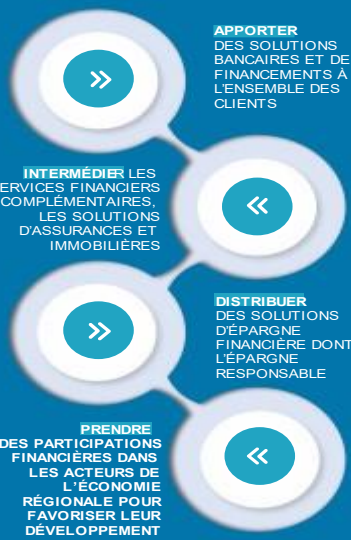 APPORTER
DES SOLUTIONS
BANCAIRES ET DE
FINANCEMENTS À
L'ENSEMBLE DES
CLIENTS
INTERMÉDIER LES
ERVICES FINANCIERS
COMPLÉMENTAIRES,
LES SOLUTIONS
D'ASSURANCES ET
IMMOBILIÈRES
DISTRIBUER
DES SOLUTIONS
D'ÉPARGNE
FINANCIÈRE DONT
L'ÉPARGNE
RESPONSABLE
PRENDRE
DES PARTICIPATIONS
FINANCIÈRES DANS
LES ACTEURS DE
L'ÉCONOMIE
RÉGIONALE POUR
FAVORISER LEUR
DÉVELOPPEMENT